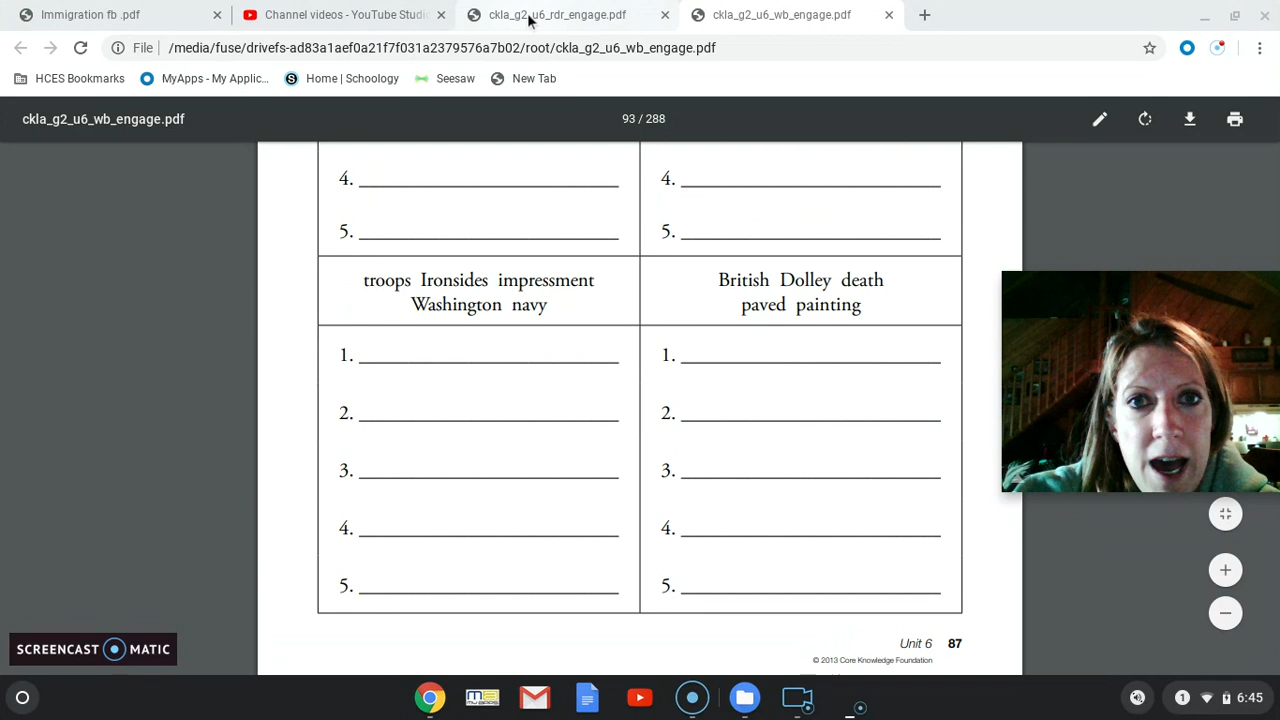 Immigration fb .pdf
Channel videos - YouTube Studi
ckla_g2_u6_rdr_engage.pdf
ckla_g2_u6_wb_engage.pdf
File /media/fuse/drivefs-ad83a1aef0a21f7f031a2379576a7b02/root/ckla_g2_u6_wb_engage.pdf
HCES Bookmarks
MyApps - My Applic...
S Home | Schoology
Seesaw
New Tab
ckla_g2_u6_wb_engage.pdf
93 / 288
4.
4.
5.
5.
troops Ironsides impressment
Washington navy
British Dolley death
paved painting
1.
1.
2.
2.
3.
3.
4.
4.
5.
5.
Unit 6 87
© 2013 Core Knowledge Foundation
SCREENCAST MATIC
1
6:45